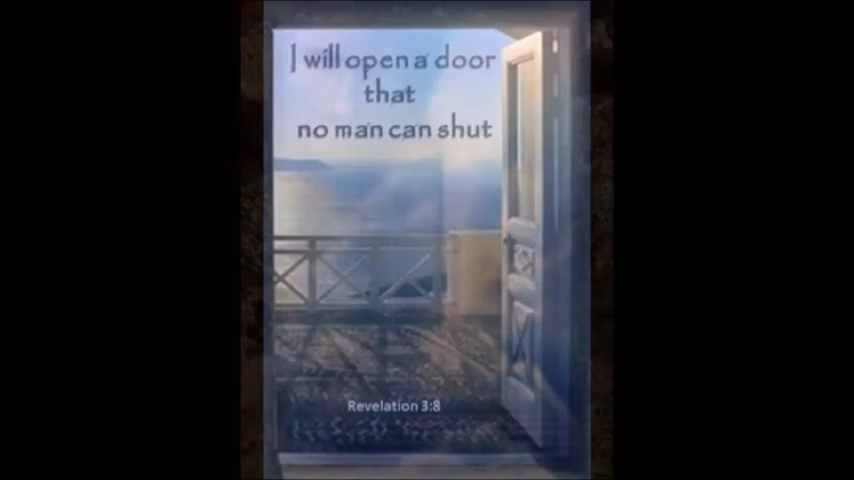 I will open a door
that
no man can shut
Revelation 3:8